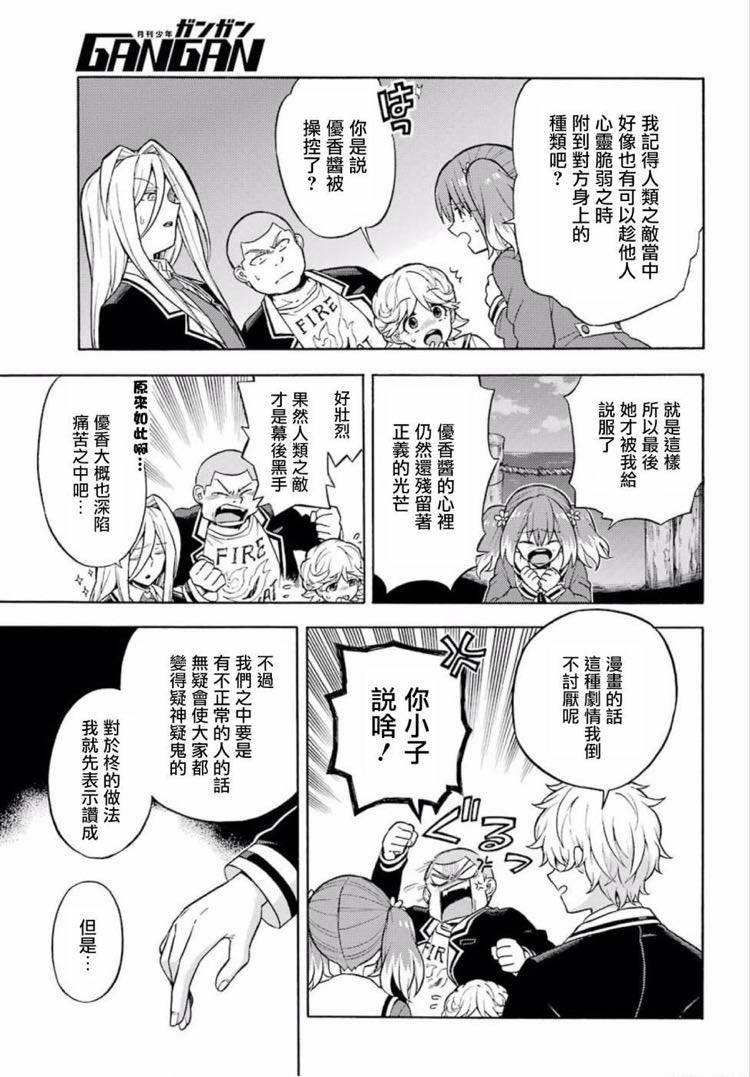 月刊少年
ガンガン
GANGAN
我記得人類之敵當中
好像也有可以趁他人
心靈脆弱之時
附到對方身上的
種類吧？
はっ
你是說
優香醬被
操控了？
FIRE
就是這樣
所以最後
她才被我給
說服了
優香醬的心裡
仍然還殘留著
正義的光芒
好壯烈
果然人類之敵
才是幕後黑手
原來如此呢…
優香大概也深陷
痛苦之中吧…
FIRE
漫畫的話
這種劇情我倒
不討厭呢
你小子
說啥！
ぐるっ
不過
我們之中要是
有不正常的人的話
無疑會使大家都
變得疑神疑鬼的
對於柊的做法
我就先表示讚成
但是…